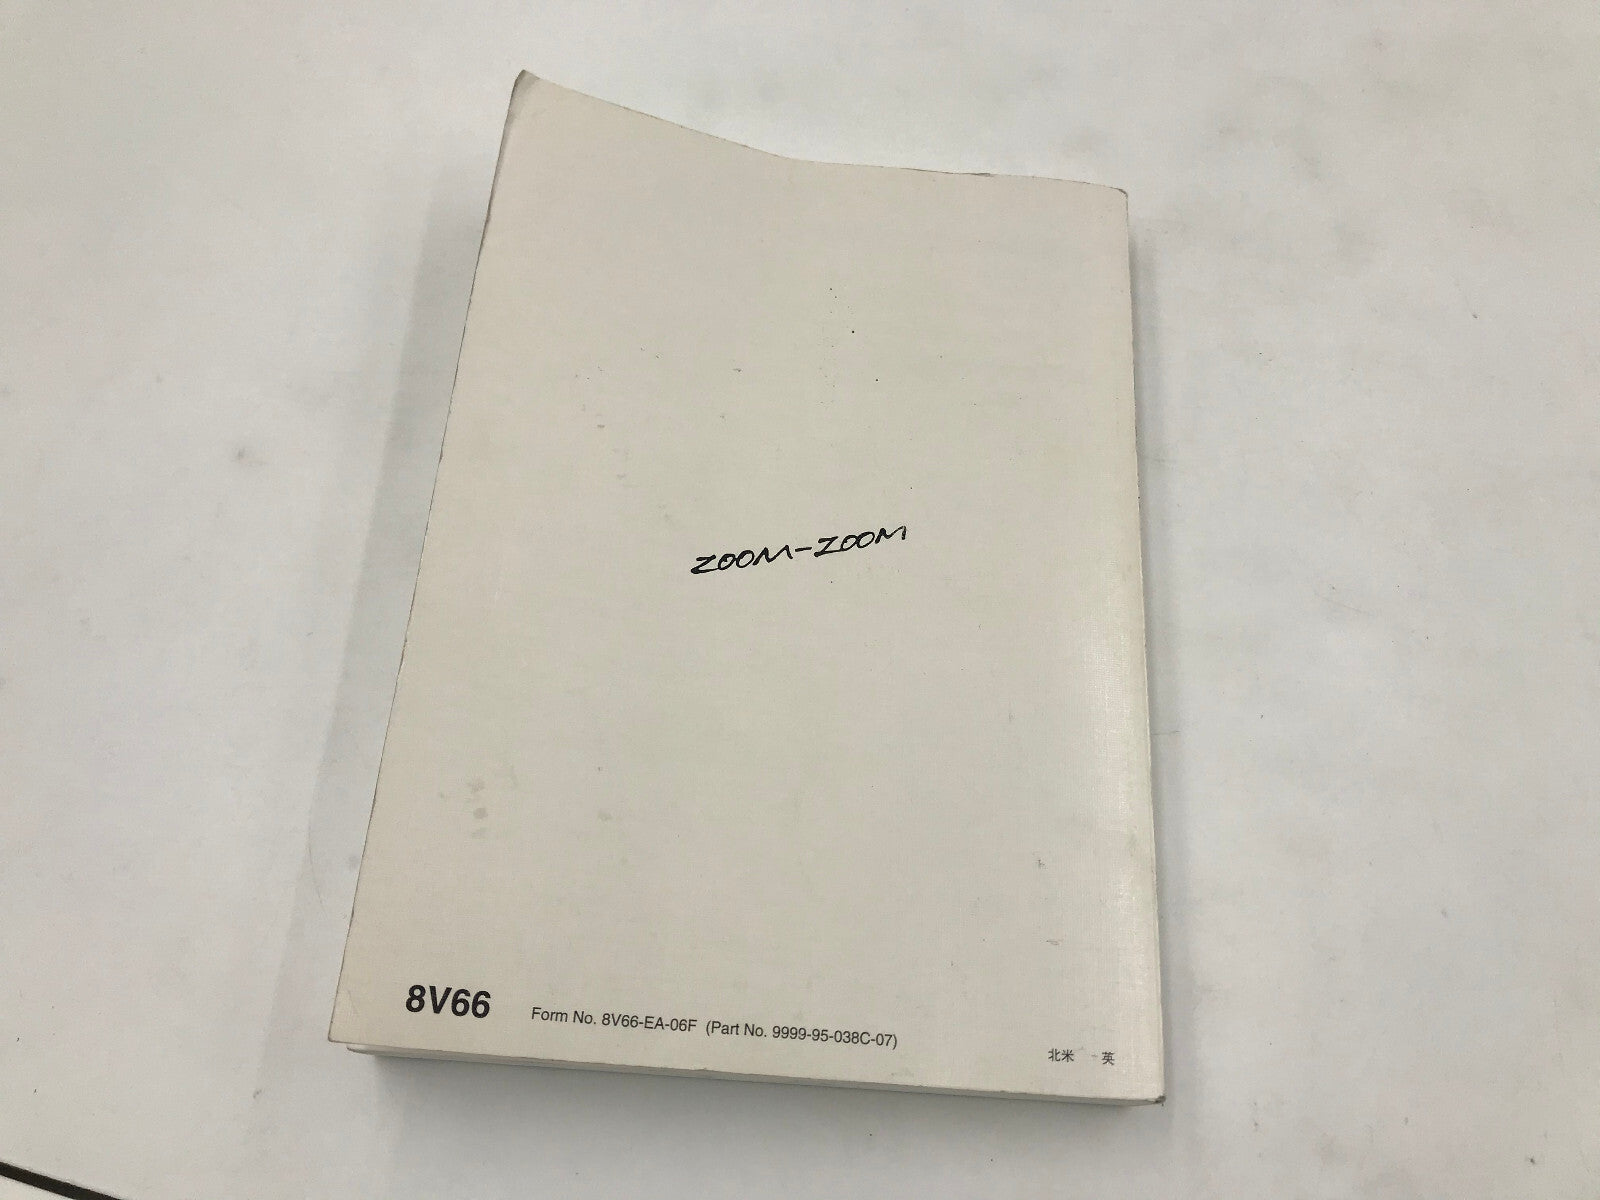 ZOOM-ZOOM
8V66 Form No. 8V66-EA-06F (Part No. 9999-95-038C-07)
北米 英